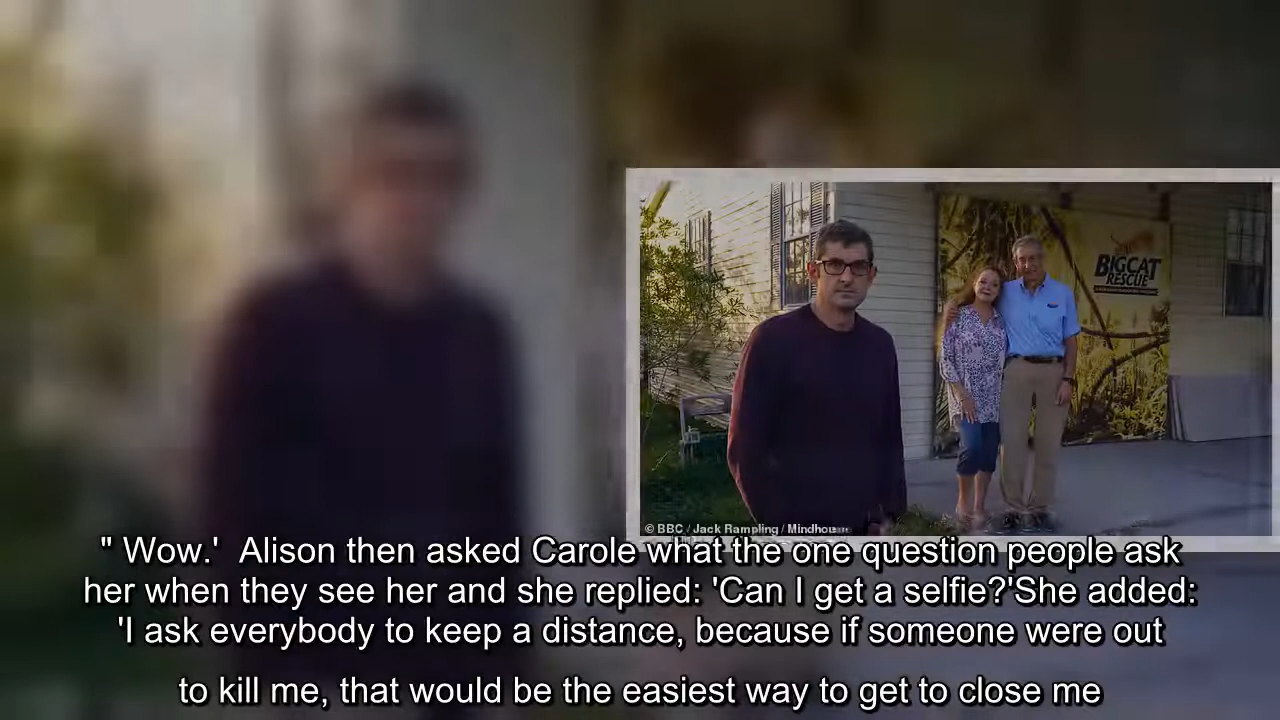 BIGCAT
RESCUE
© BBC / Jack Rampling / Mindhouse
" Wow.' Alison then asked Carole what the one question people ask
her when they see her and she replied: 'Can I get a selfie?'She added:
'I ask everybody to keep a distance, because if someone were out
to kill me, that would be the easiest way to get to close me